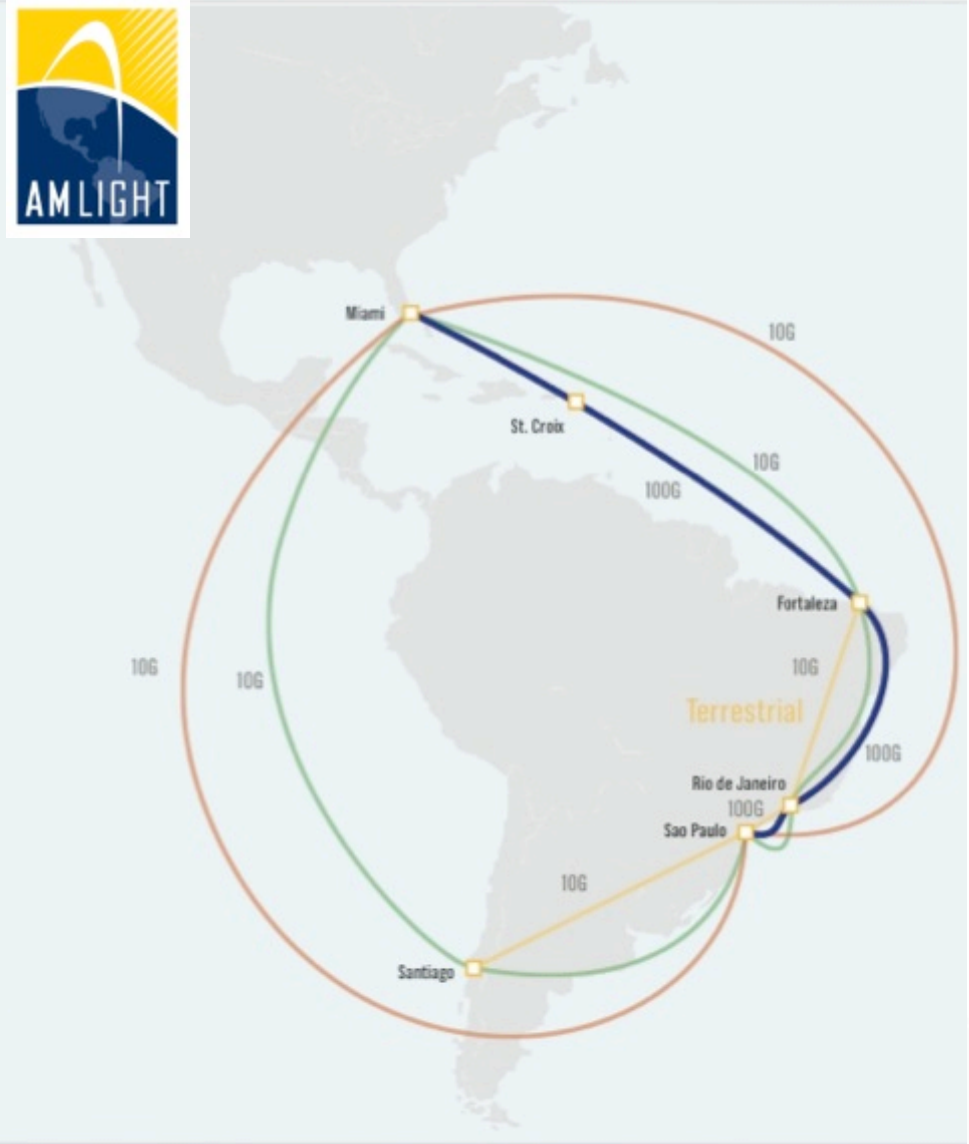 AMLIGHT
Miami
10G
St. Croix
10G
100G
Fortaleza
10G
10G
10G
Terrestrial
100G
Rio de Janeiro
100G
Sao Paulo
10G
Santiago